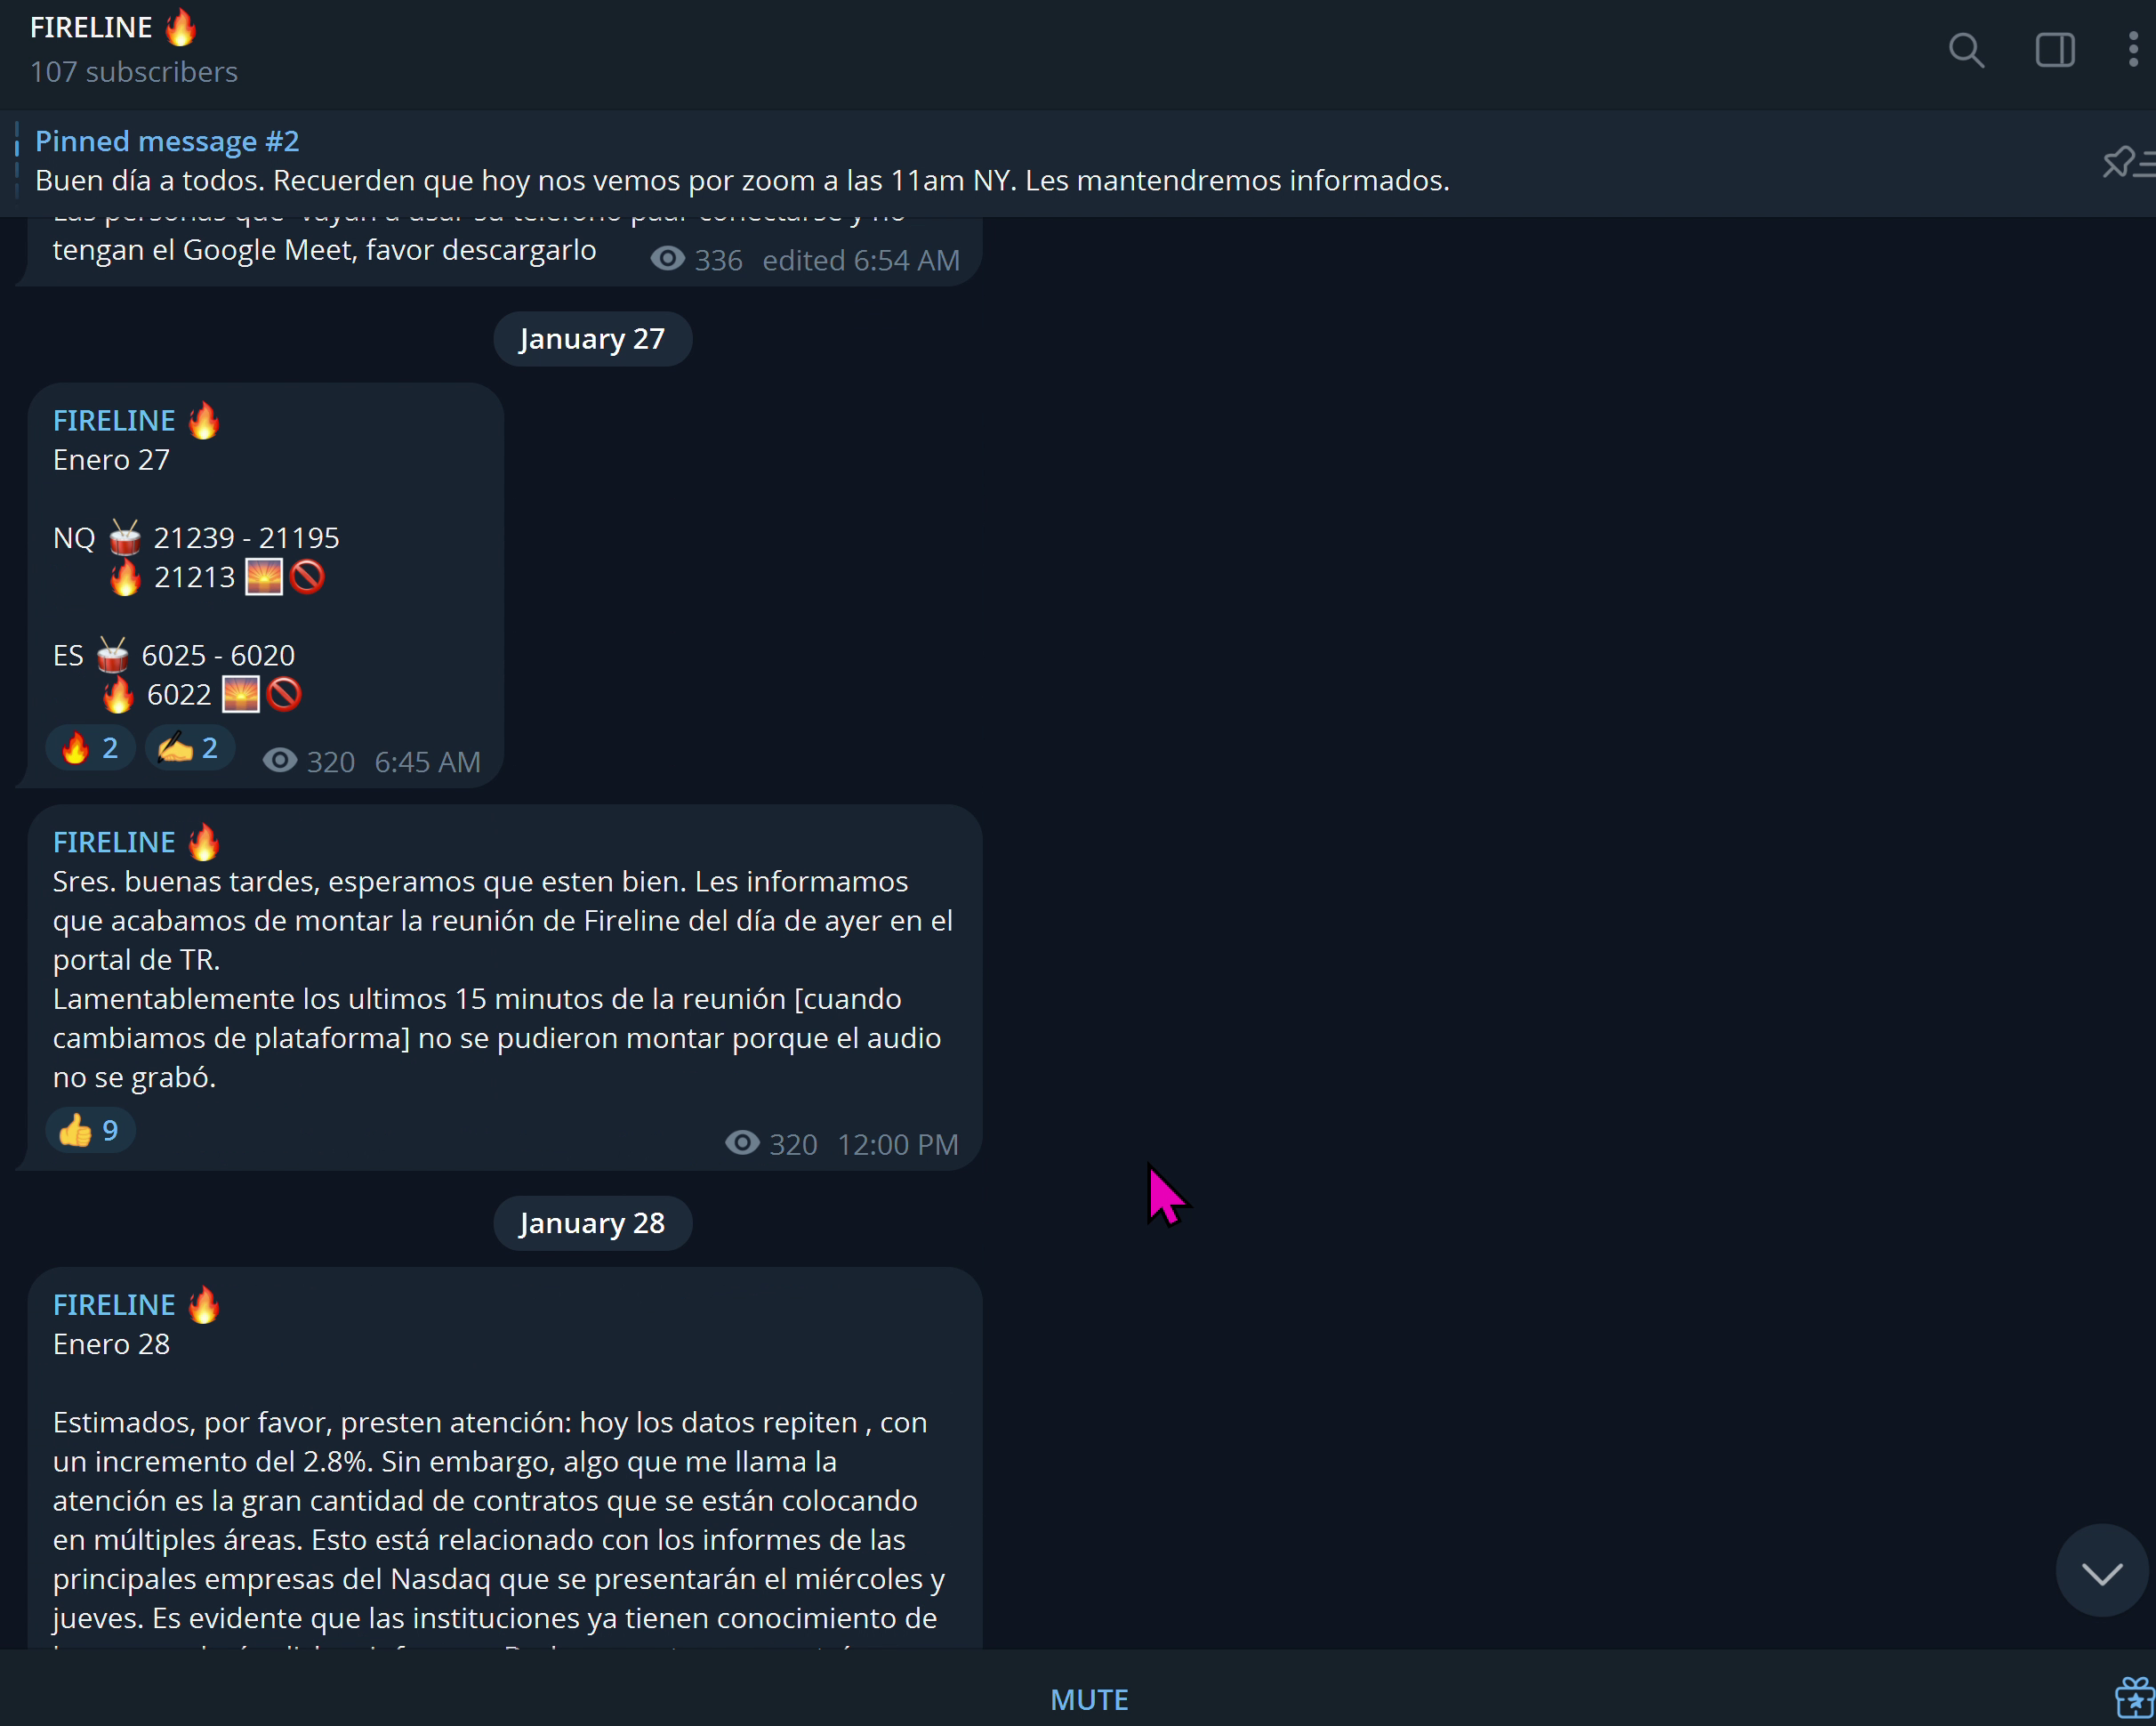 FIRELINE 🔥
107 subscribers
Pinned message #2
Buen día a todos. Recuerden que hoy nos vemos por zoom a las 11am NY. Les mantendremos informados.
tengan el Google Meet, favor descargarlo 336 edited 6:54 AM
January 27
FIRELINE 🔥
Enero 27
NQ 🥁 21239 - 21195
🔥 21213 🌅🚫
ES 🥁 6025 - 6020
🔥 6022 🌅🚫
🔥 2 ✍️ 2 320 6:45 AM
FIRELINE 🔥
Sres. buenas tardes, esperamos que esten bien. Les informamos
que acabamos de montar la reunión de Fireline del día de ayer en el
portal de TR.
Lamentablemente los ultimos 15 minutos de la reunión [cuando
cambiamos de plataforma] no se pudieron montar porque el audio
no se grabó.
👍 9 320 12:00 PM
January 28
FIRELINE 🔥
Enero 28
Estimados, por favor, presten atención: hoy los datos repiten , con
un incremento del 2.8%. Sin embargo, algo que me llama la
atención es la gran cantidad de contratos que se están colocando
en múltiples áreas. Esto está relacionado con los informes de las
principales empresas del Nasdaq que se presentarán el miércoles y
jueves. Es evidente que las instituciones ya tienen conocimiento de
MUTE